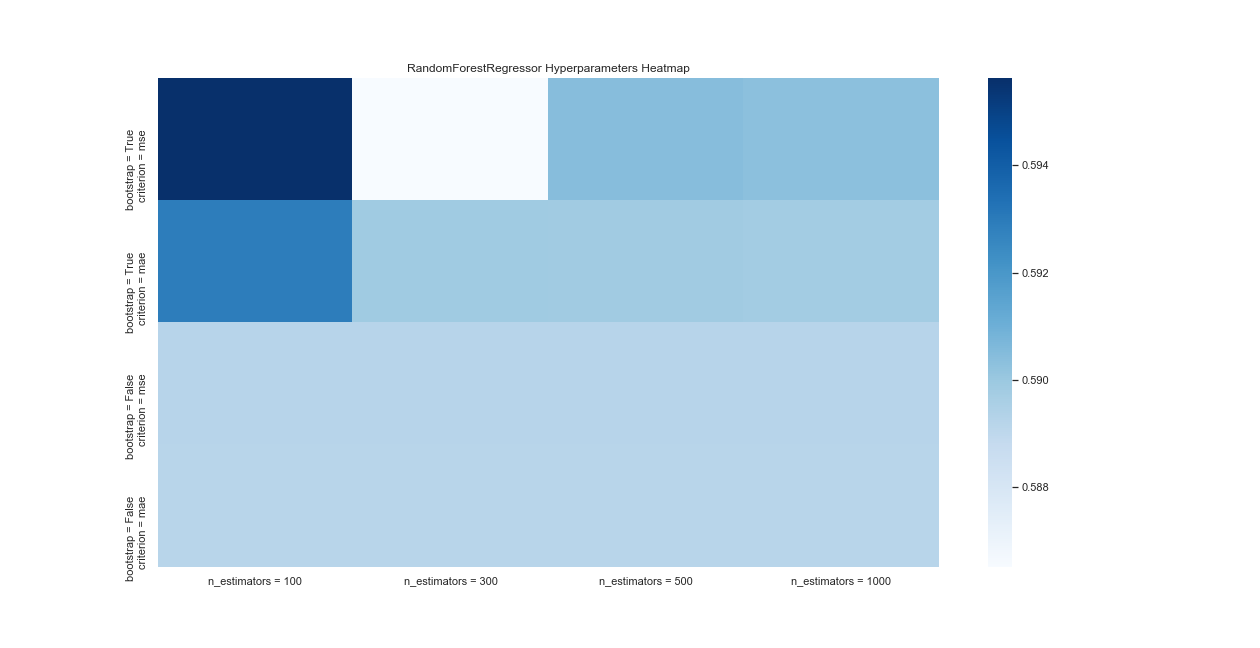 RandomForestRegressor Hyperparameters Heatmap
bootstrap = True
criterion = mse
bootstrap = True
criterion = mae
bootstrap = False
criterion = mse
bootstrap = False
criterion = mae
n_estimators = 100
n_estimators = 300
n_estimators = 500
n_estimators = 1000
0.594
0.592
0.590
0.588